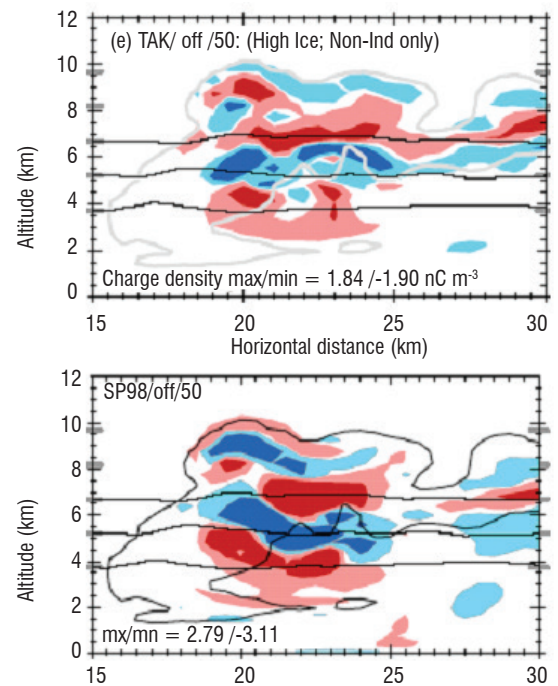 12
(e) TAK/ off /50: (High Ice; Non-Ind only)
10
8
6
4
2
0
Altitude (km)
Charge density max/min = 1.84 /-1.90 nC m-3
15 20 25 30
Horizontal distance (km)
12
SP98/off/50
10
8
6
4
2
0
Altitude (km)
mx/mn = 2.79 /-3.11
15 20 25 30